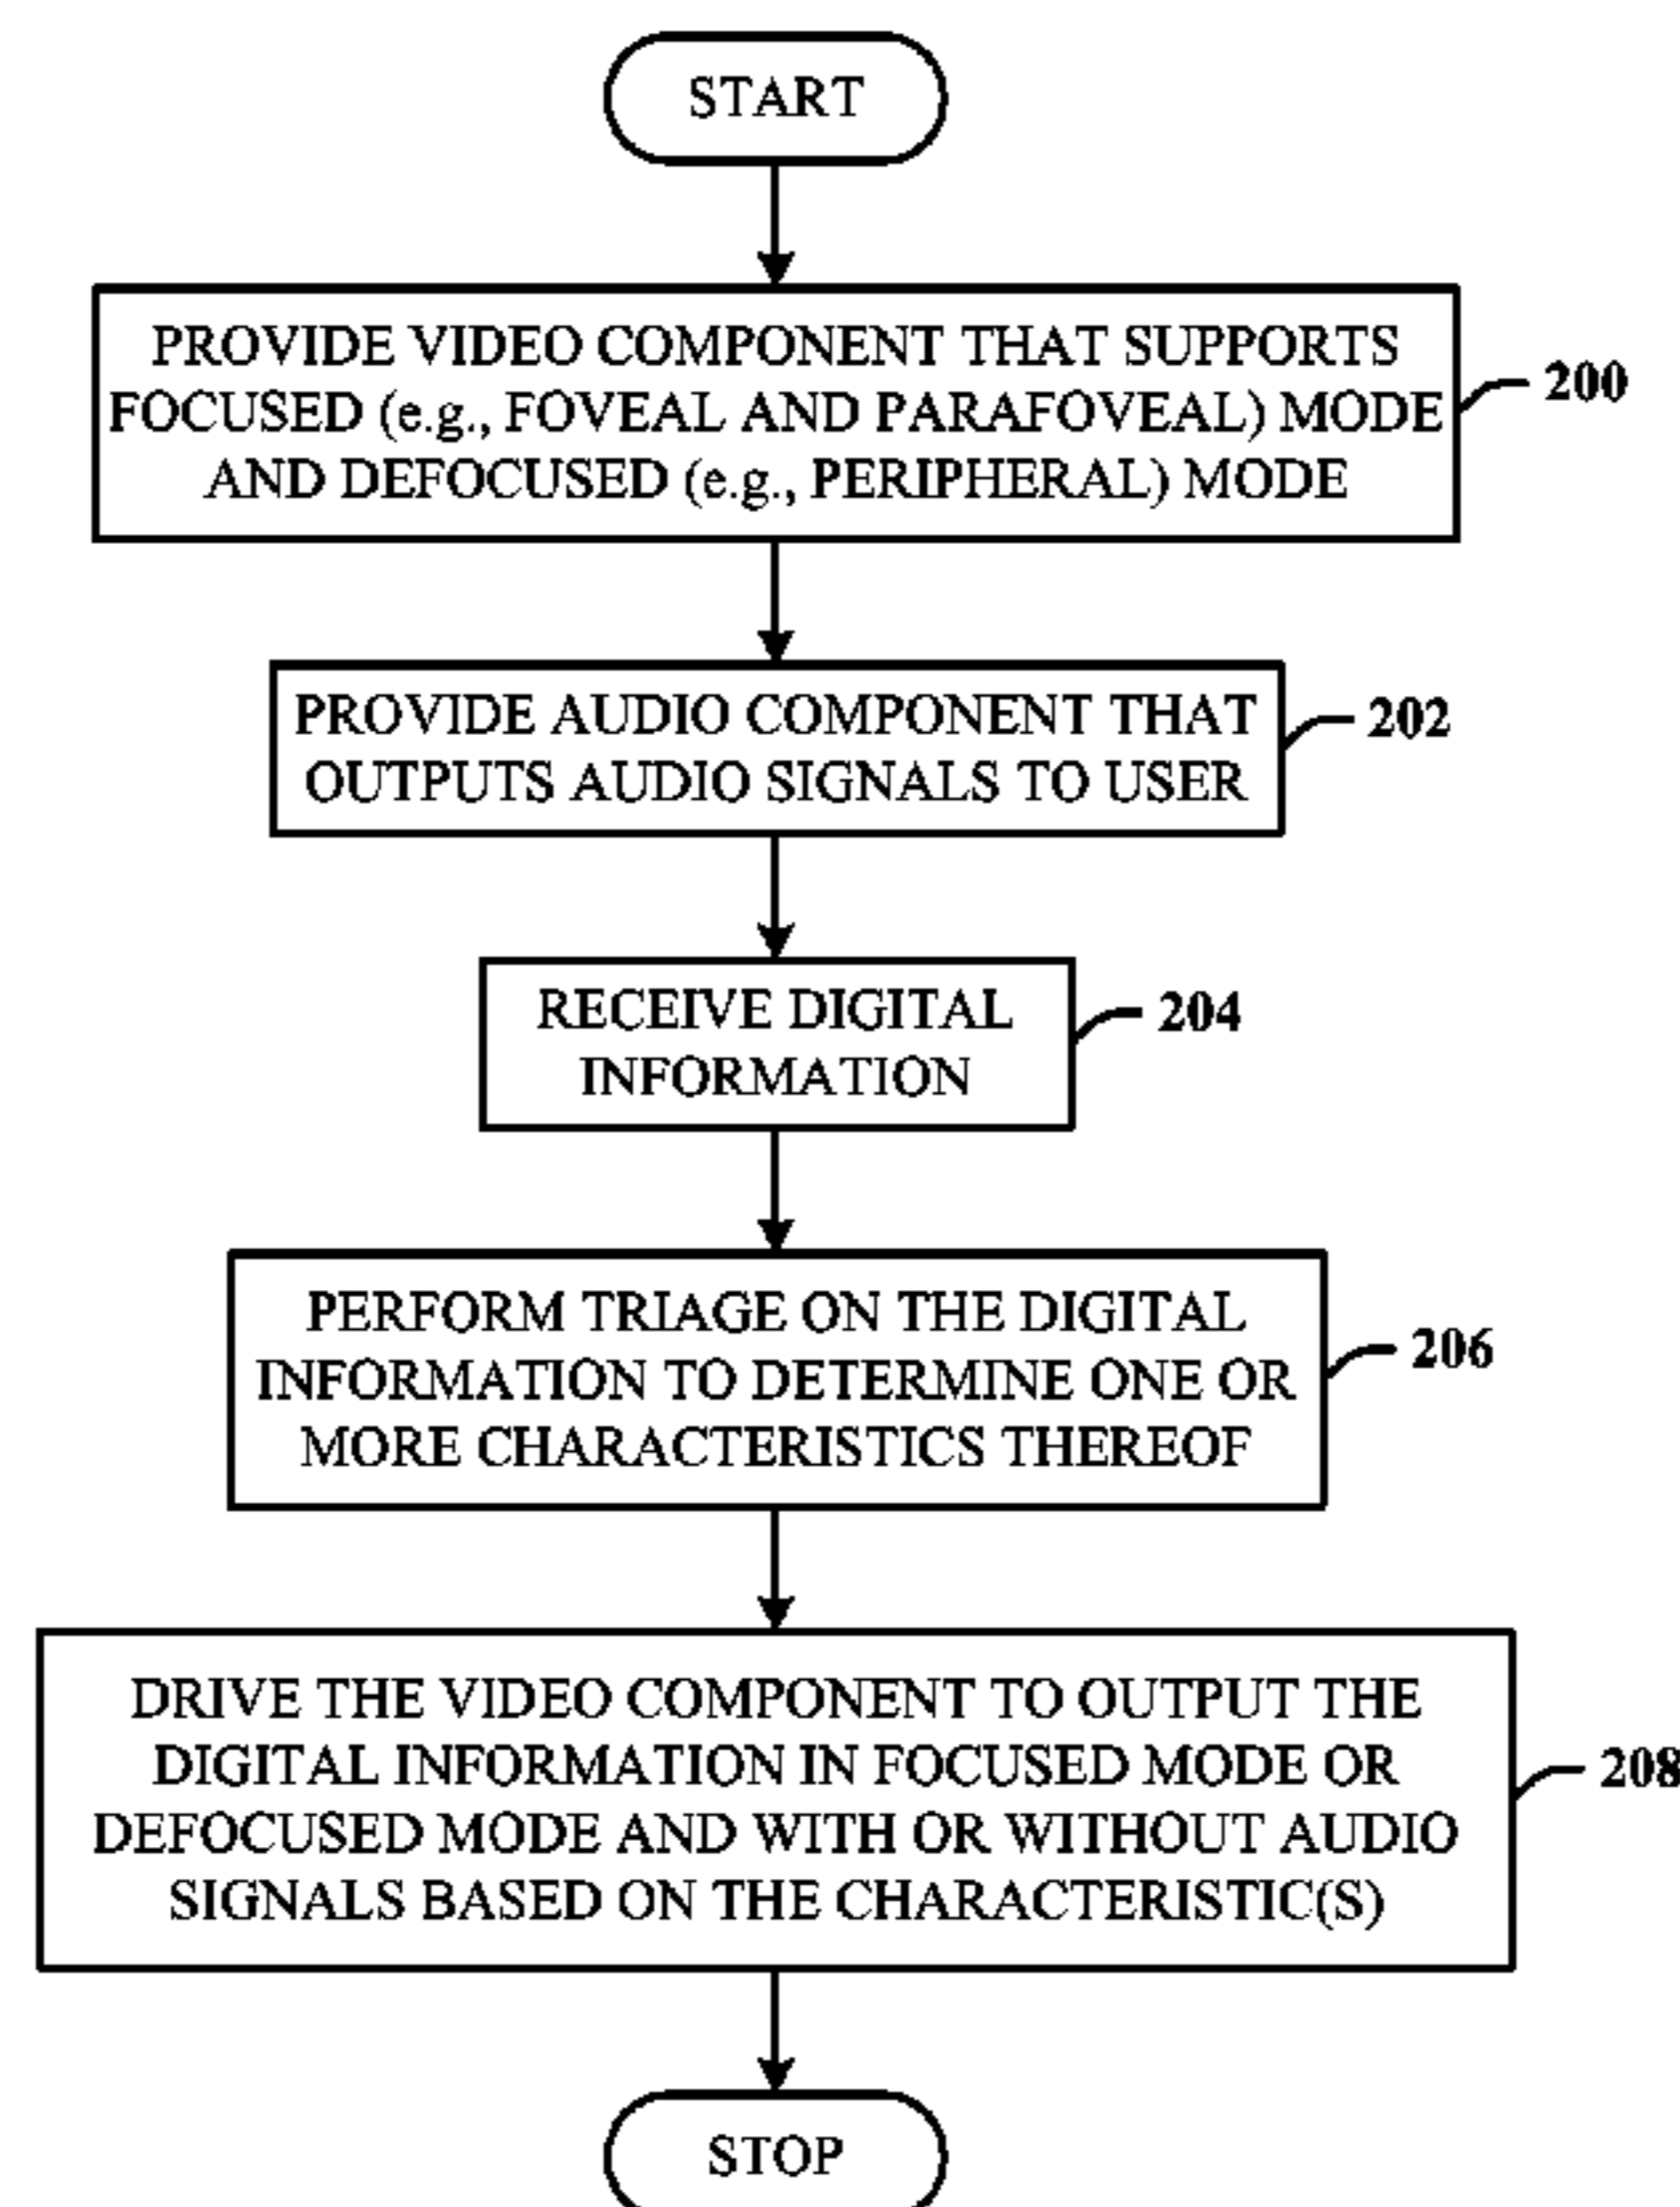 START
PROVIDE VIDEO COMPONENT THAT SUPPORTS
FOCUSED (e.g., FOVEAL AND PARAFOVEAL) MODE
AND DEFOCUSED (e.g., PERIPHERAL) MODE
200
PROVIDE AUDIO COMPONENT THAT
OUTPUTS AUDIO SIGNALS TO USER
202
RECEIVE DIGITAL
INFORMATION
204
PERFORM TRIAGE ON THE DIGITAL
INFORMATION TO DETERMINE ONE OR
MORE CHARACTERISTICS THEREOF
206
DRIVE THE VIDEO COMPONENT TO OUTPUT THE
DIGITAL INFORMATION IN FOCUSED MODE OR
DEFOCUSED MODE AND WITH OR WITHOUT AUDIO
SIGNALS BASED ON THE CHARACTERISTIC(S)
208
STOP